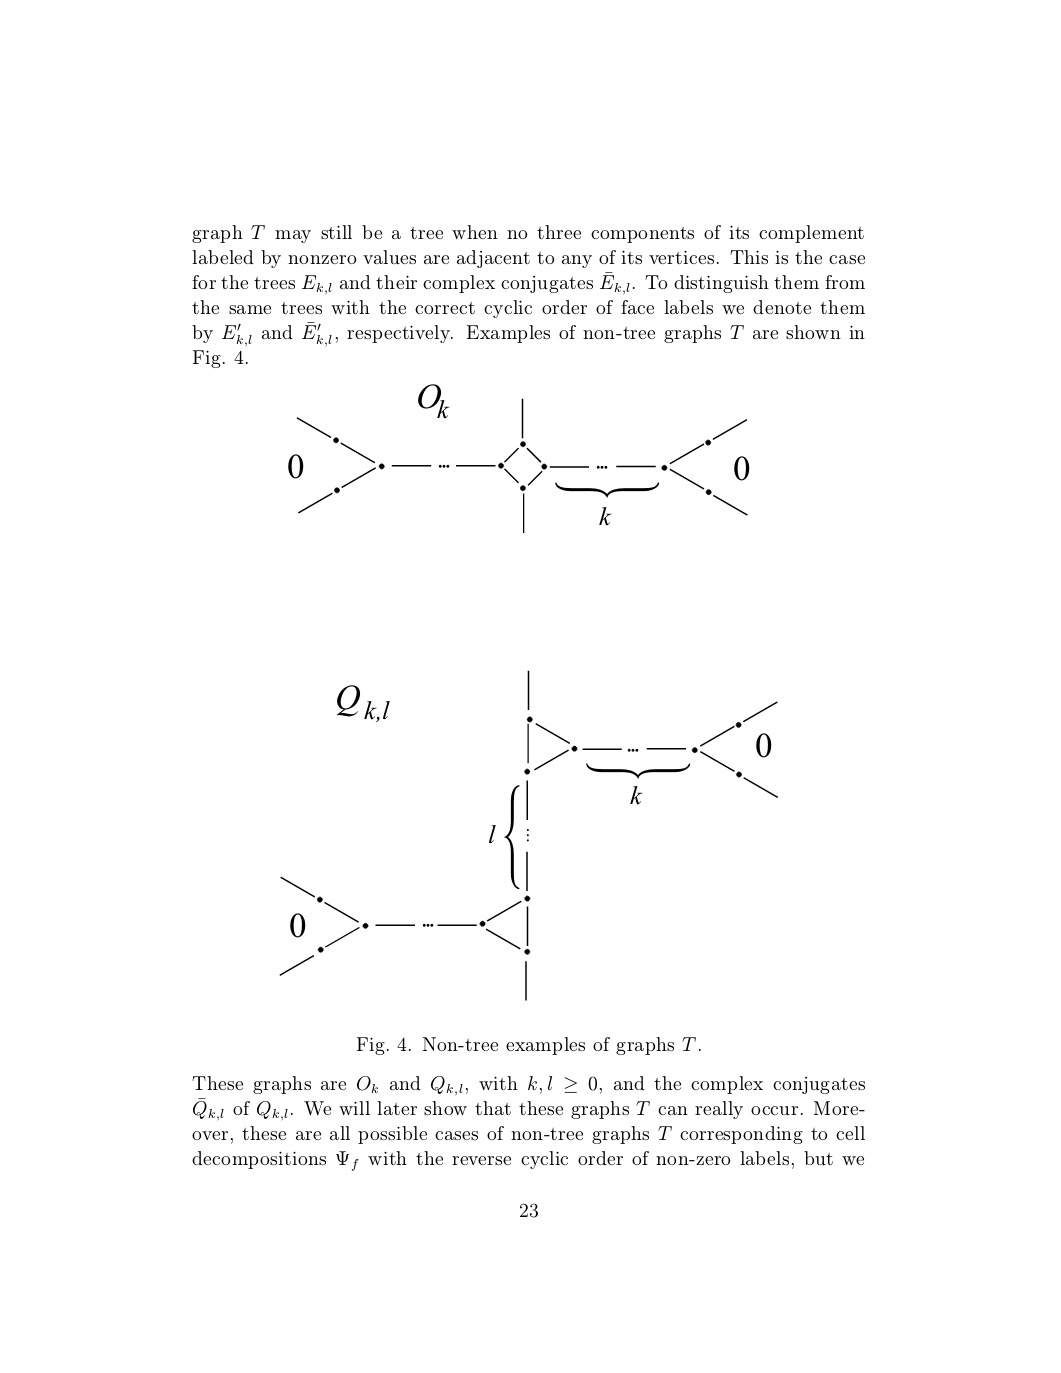 graph T may still be a tree when no three components of its complement
labeled by nonzero values are adjacent to any of its vertices. This is the case
for the trees E_{k,l} and their complex conjugates Ē_{k,l}. To distinguish them from
the same trees with the correct cyclic order of face labels we denote them
by E′_{k,l} and Ē′_{k,l}, respectively. Examples of non-tree graphs T are shown in
Fig. 4.
O_k
0
0
k
Q_{k,l}
0
k
l
0
Fig. 4. Non-tree examples of graphs T.
These graphs are O_k and Q_{k,l}, with k, l ≥ 0, and the complex conjugates
Q̄_{k,l} of Q_{k,l}. We will later show that these graphs T can really occur. More-
over, these are all possible cases of non-tree graphs T corresponding to cell
decompositions Ψ_f with the reverse cyclic order of non-zero labels, but we
23